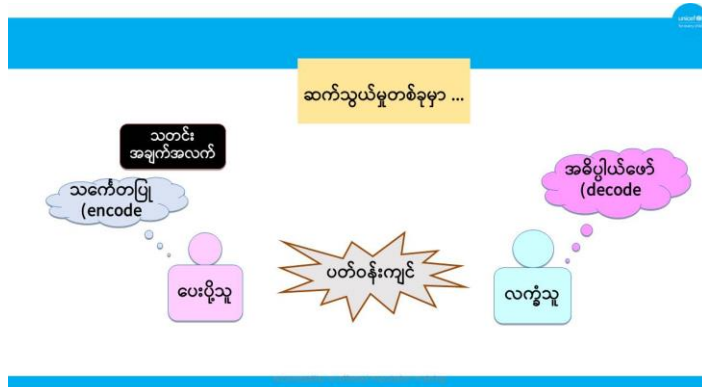 unicef
ဆက်သွယ်မှုတစ်ခုမှာ ...
သတင်း
အချက်အလက်
သင်္ကေတပြု
(encode
အဓိပ္ပါယ်ဖော်
(decode
ပတ်ဝန်းကျင်
ပေးပို့သူ
လက်ခံသူ